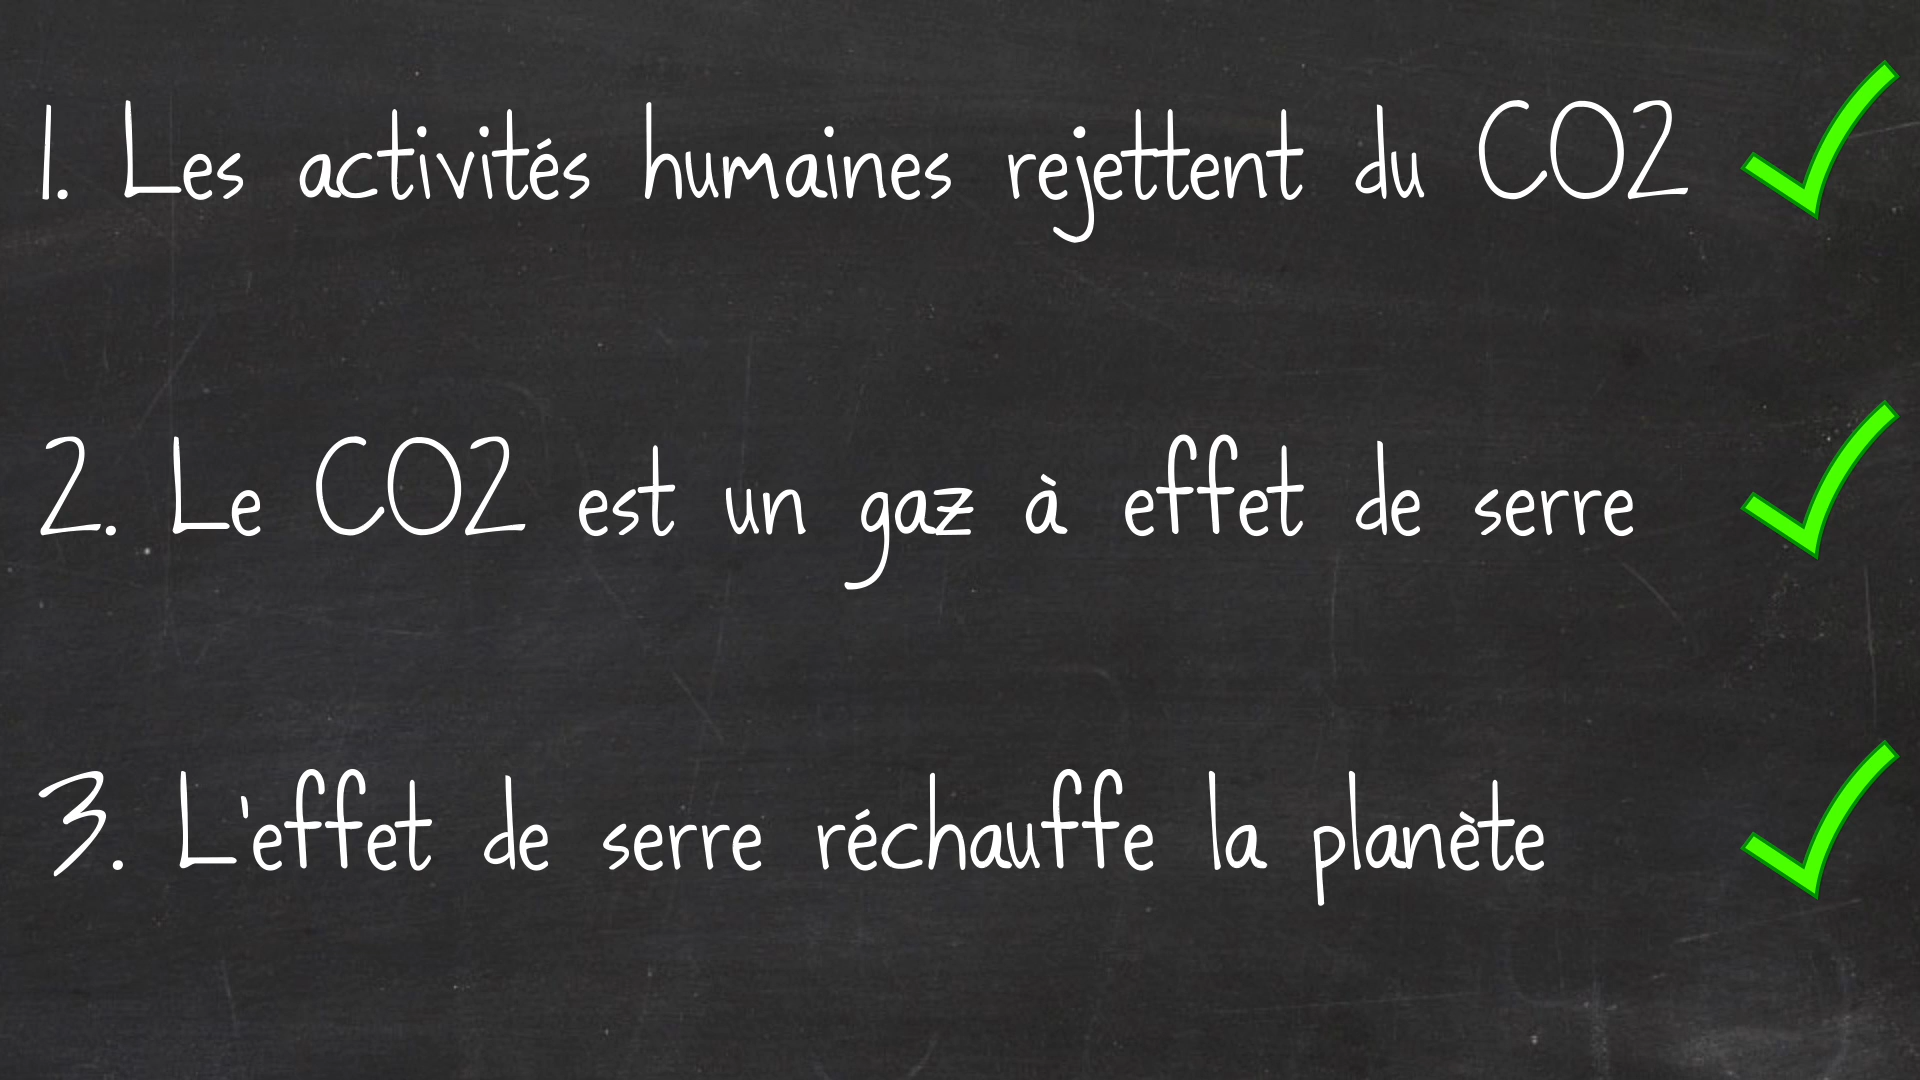 1. Les activités humaines rejettent du CO2
2. Le CO2 est un gaz à effet de serre
3. L'effet de serre réchauffe la planète